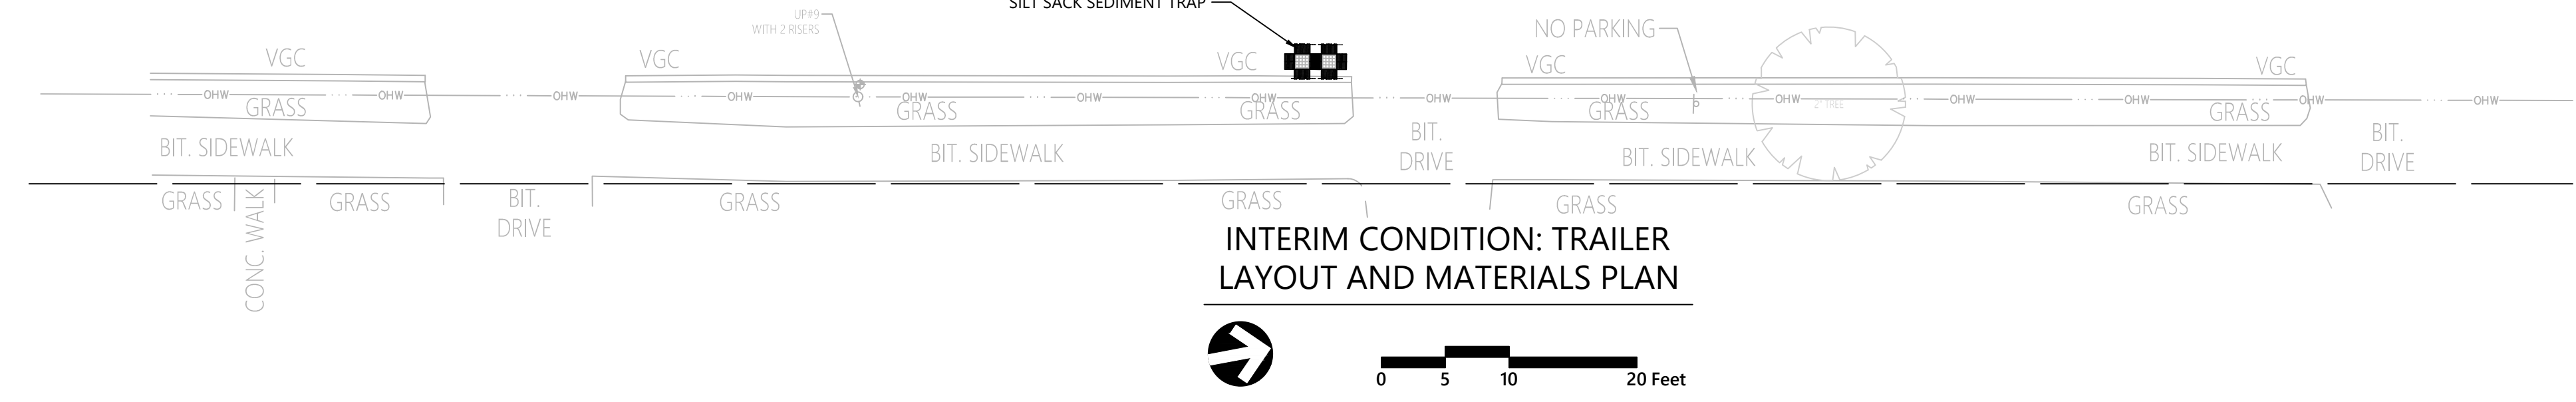 SILT SACK SEDIMENT TRAP
UP#9
WITH 2 RISERS
NO PARKING
VGC
VGC
VGC
VGC
VGC
OHW
OHW
OHW
OHW
OHW
OHW
OHW
OHW
OHW
OHW
OHW
OHW
OHW
OHW
2" TREE
GRASS
GRASS
GRASS
GRASS
GRASS
BIT. SIDEWALK
BIT. SIDEWALK
BIT.
DRIVE
BIT. SIDEWALK
BIT. SIDEWALK
BIT.
DRIVE
GRASS
CONC. WALK
GRASS
BIT.
DRIVE
GRASS
GRASS
GRASS
GRASS
INTERIM CONDITION: TRAILER
LAYOUT AND MATERIALS PLAN
0 5 10 20 Feet